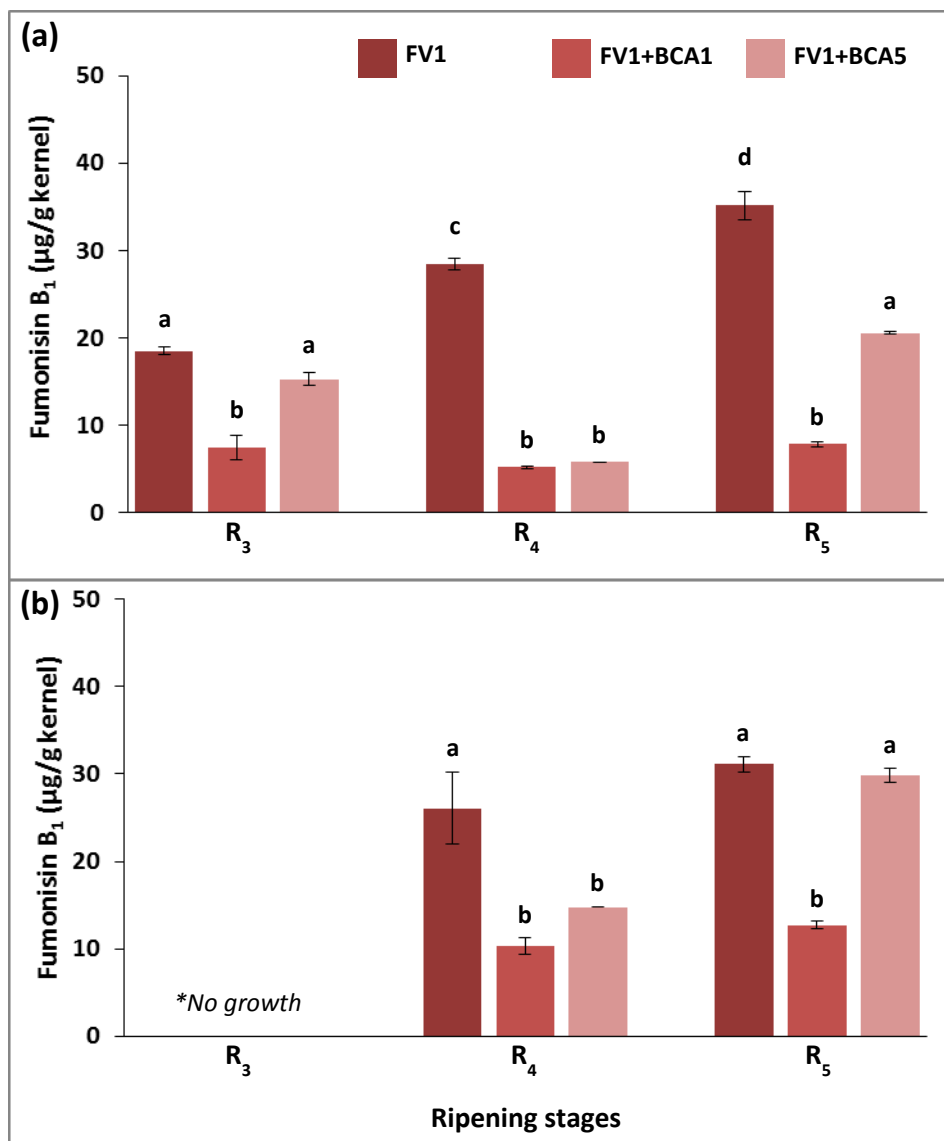 (a)
FV1 FV1+BCA1 FV1+BCA5
Fumonisin B₁ (µg/g kernel)
50
40
30
20
10
0
a b a
c b b
d b a
R₃ R₄ R₅
(b)
Fumonisin B₁ (µg/g kernel)
50
40
30
20
10
0
*No growth
a b b
a b a
R₃ R₄ R₅
Ripening stages